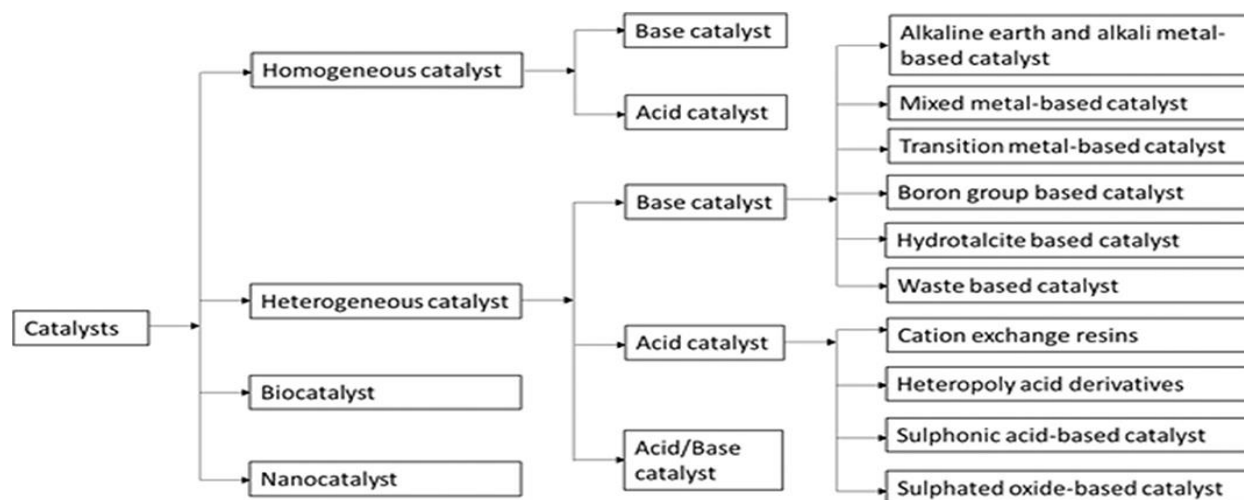 Catalysts
Homogeneous catalyst
Heterogeneous catalyst
Biocatalyst
Nanocatalyst
Base catalyst
Acid catalyst
Base catalyst
Acid catalyst
Acid/Base
catalyst
Alkaline earth and alkali metal-
based catalyst
Mixed metal-based catalyst
Transition metal-based catalyst
Boron group based catalyst
Hydrotalcite based catalyst
Waste based catalyst
Cation exchange resins
Heteropoly acid derivatives
Sulphonic acid-based catalyst
Sulphated oxide-based catalyst